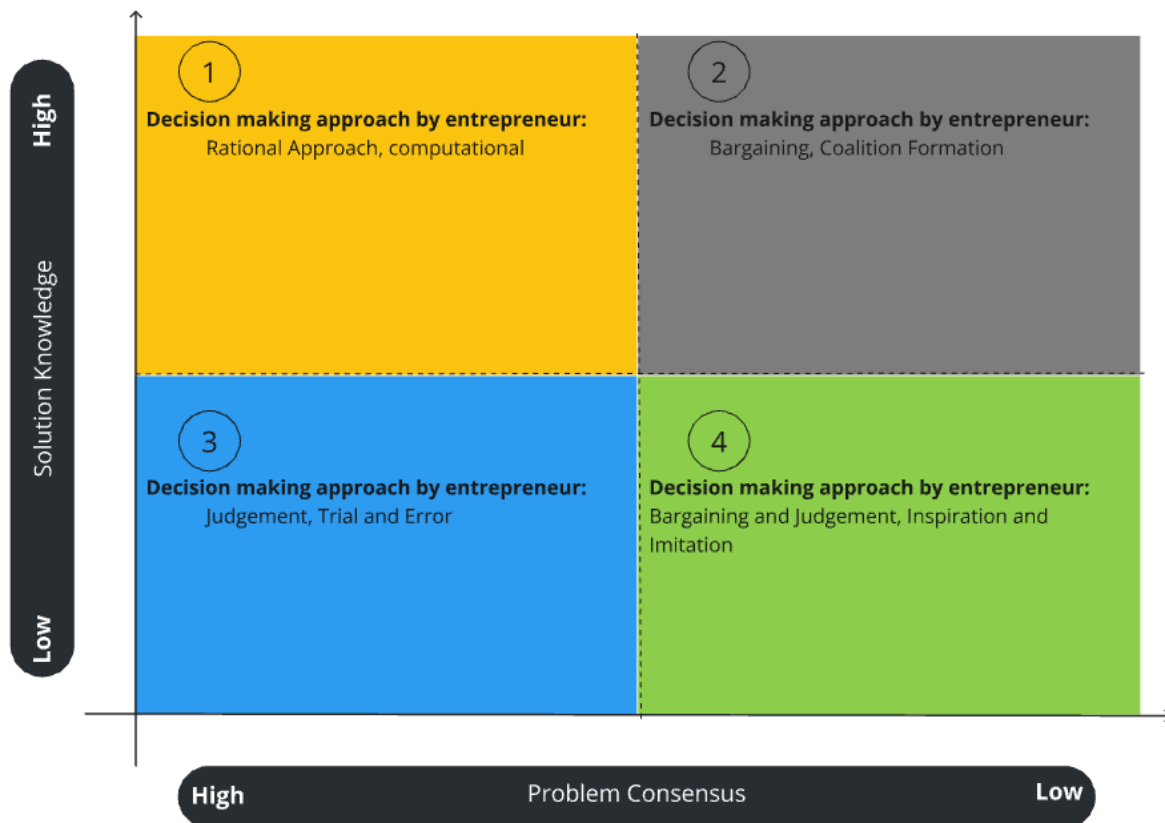 High
Solution Knowledge
Low
1
Decision making approach by entrepreneur:
Rational Approach, computational
2
Decision making approach by entrepreneur:
Bargaining, Coalition Formation
3
Decision making approach by entrepreneur:
Judgement, Trial and Error
4
Decision making approach by entrepreneur:
Bargaining and Judgement, Inspiration and
Imitation
High
Problem Consensus
Low